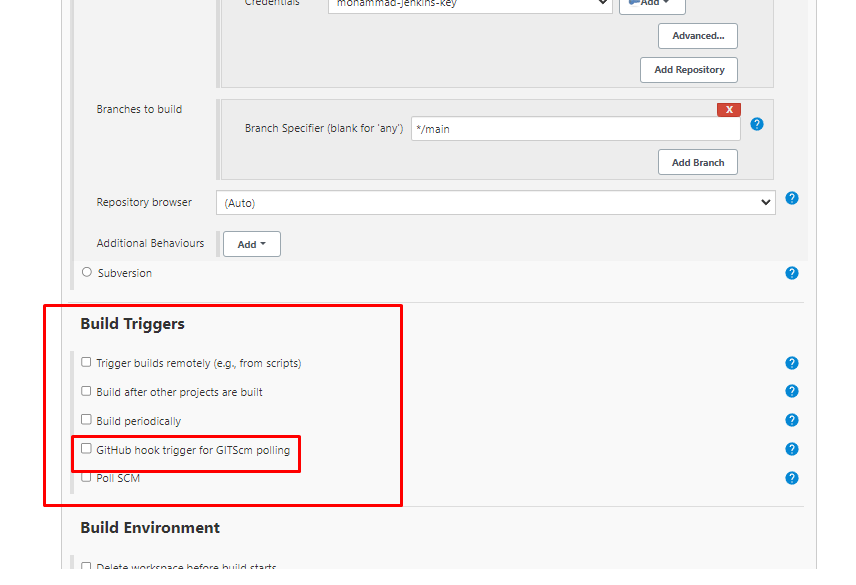 Credentials
mohammad-jenkins-key
Add
Advanced...
Add Repository
Branches to build
X
Branch Specifier (blank for 'any')
*/main
?
Add Branch
Repository browser
(Auto)
?
Additional Behaviours
Add
Subversion
?
Build Triggers
Trigger builds remotely (e.g., from scripts)
?
Build after other projects are built
?
Build periodically
?
GitHub hook trigger for GITScm polling
?
Poll SCM
?
Build Environment
Delete workspace before build starts